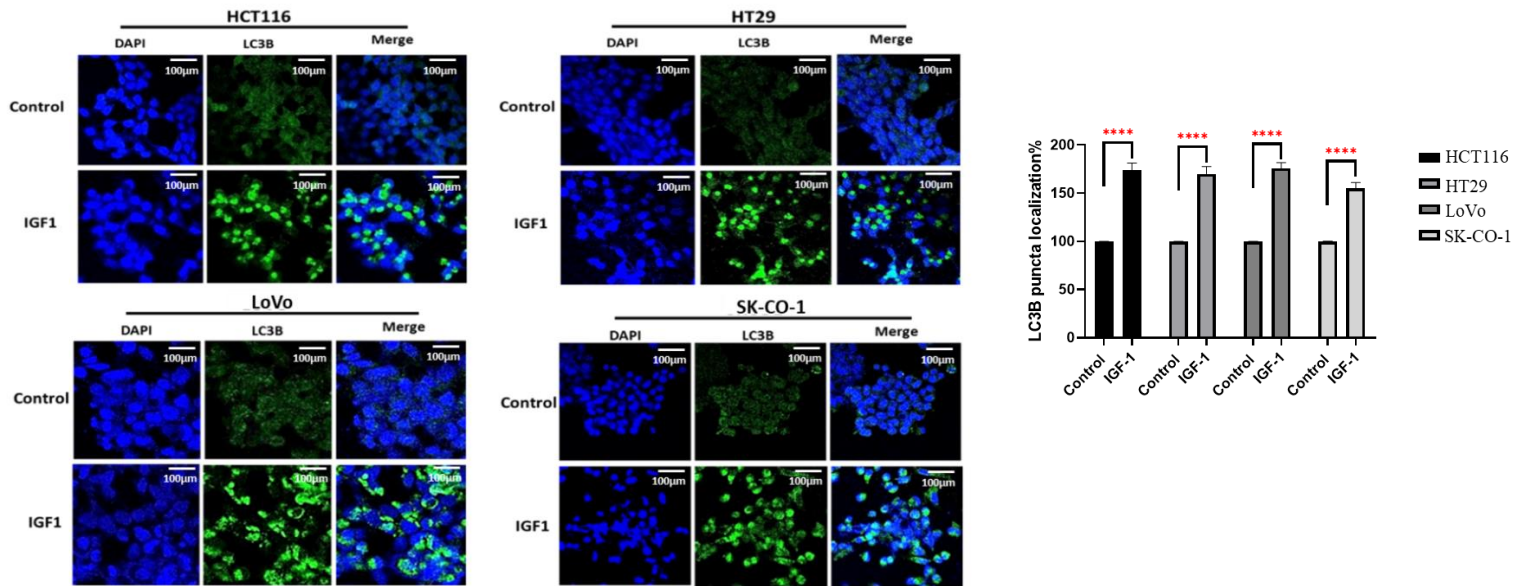 HCT116
DAPI LC3B Merge
Control 100µm 100µm 100µm
IGF1 100µm 100µm 100µm
HT29
DAPI LC3B Merge
Control 100µm 100µm 100µm
IGF1 100µm 100µm 100µm
LoVo
DAPI LC3B Merge
Control 100µm 100µm 100µm
IGF1 100µm 100µm 100µm
SK-CO-1
DAPI LC3B Merge
Control 100µm 100µm 100µm
IGF1 100µm 100µm 100µm
LC3B puncta localization%
200
150
100
50
0
**** **** **** ****
Control IGF-1 Control IGF-1 Control IGF-1 Control IGF-1
HCT116
HT29
LoVo
SK-CO-1